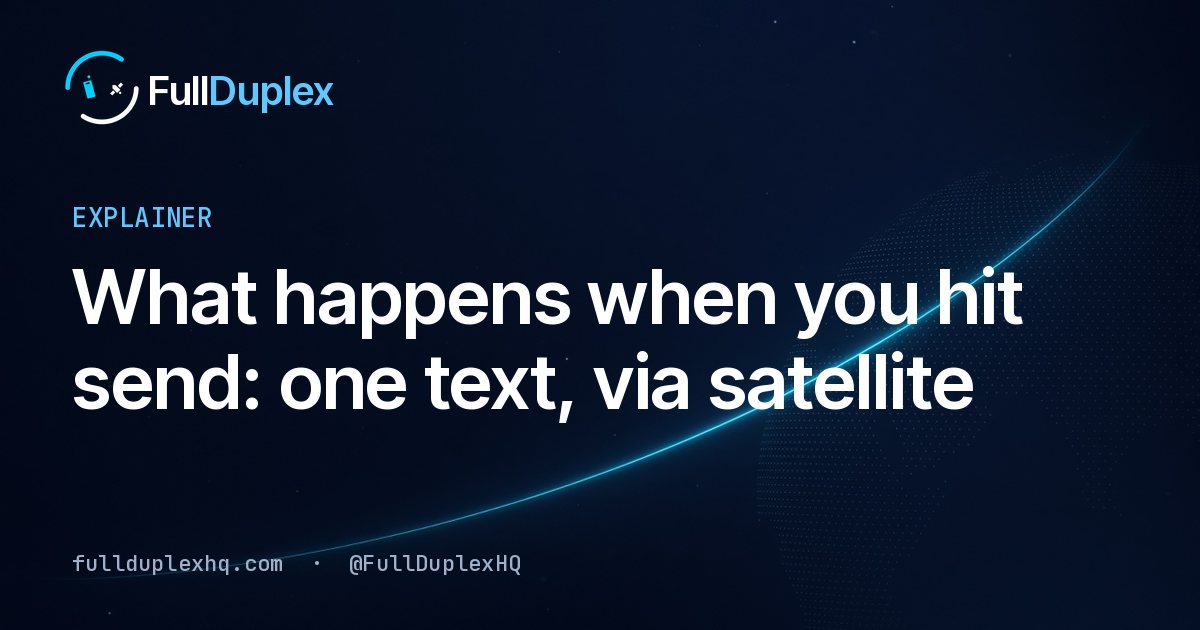 FullDuplex
EXPLAINER
What happens when you hit
send: one text, via satellite
fullduplexhq.com • @FullDuplexHQ